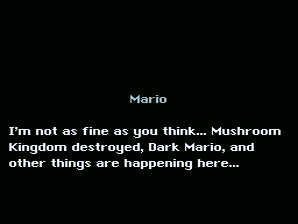 Mario
I'm not as fine as you think... Mushroom
Kingdom destroyed, Dark Mario, and
other things are happening here...